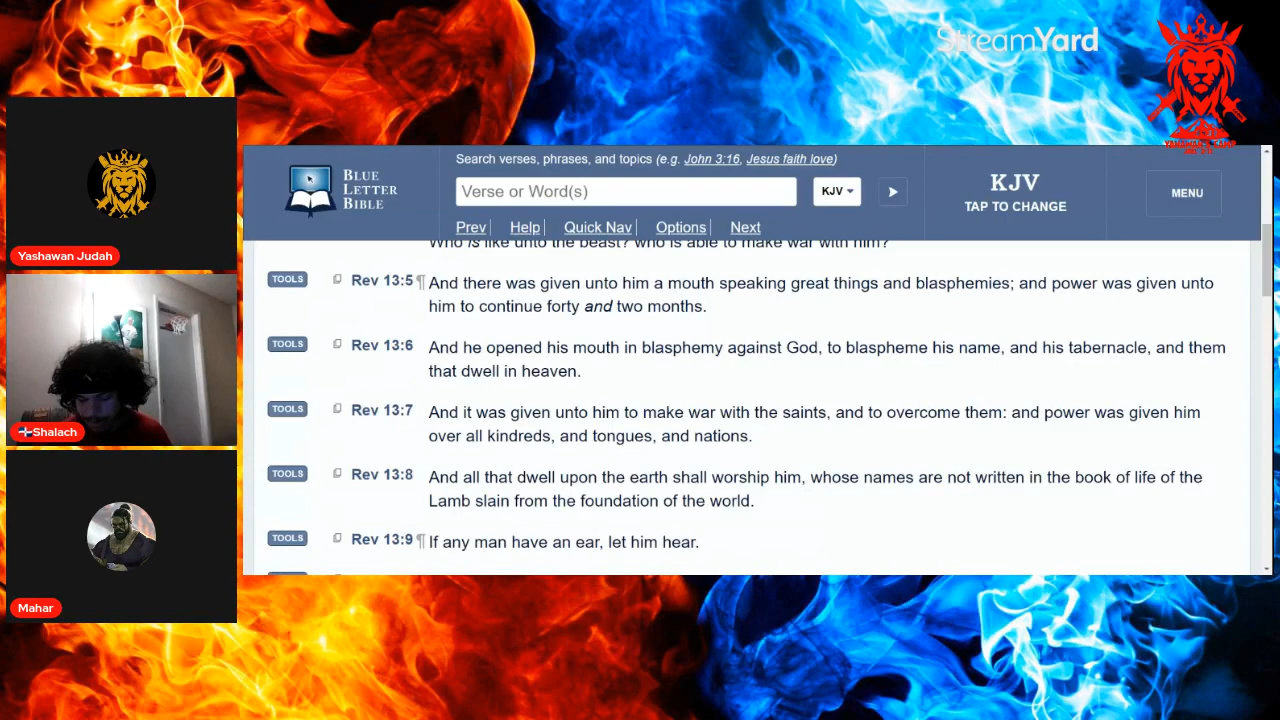 StreamYard
YAHAWAH'S CAMP
Yashawan Judah
Shalach
Mahar
BLUE
LETTER
BIBLE
Search verses, phrases, and topics (e.g. John 3:16, Jesus faith love)
Verse or Word(s)
KJV
Prev Help Quick Nav Options Next
KJV
TAP TO CHANGE
MENU
Who is like unto the beast? who is able to make war with him?
TOOLS Rev 13:5 ¶ And there was given unto him a mouth speaking great things and blasphemies; and power was given unto
him to continue forty and two months.
TOOLS Rev 13:6 And he opened his mouth in blasphemy against God, to blaspheme his name, and his tabernacle, and them
that dwell in heaven.
TOOLS Rev 13:7 And it was given unto him to make war with the saints, and to overcome them: and power was given him
over all kindreds, and tongues, and nations.
TOOLS Rev 13:8 And all that dwell upon the earth shall worship him, whose names are not written in the book of life of the
Lamb slain from the foundation of the world.
TOOLS Rev 13:9 ¶ If any man have an ear, let him hear.